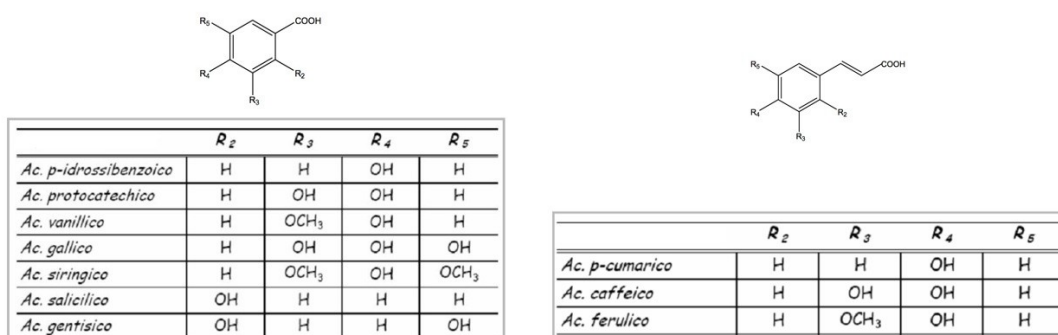 R₅ COOH
R₄ R₂
R₃
R₂ R₃ R₄ R₅
Ac. p-idrossibenzoico H H OH H
Ac. protocatechico H OH OH H
Ac. vanillico H OCH₃ OH H
Ac. gallico H OH OH OH
Ac. siringico H OCH₃ OH OCH₃
Ac. salicilico OH H H H
Ac. gentisico OH H H OH
R₅ COOH
R₄ R₂
R₃
R₂ R₃ R₄ R₅
Ac. p-cumarico H H OH H
Ac. caffeico H OH OH H
Ac. ferulico H OCH₃ OH H